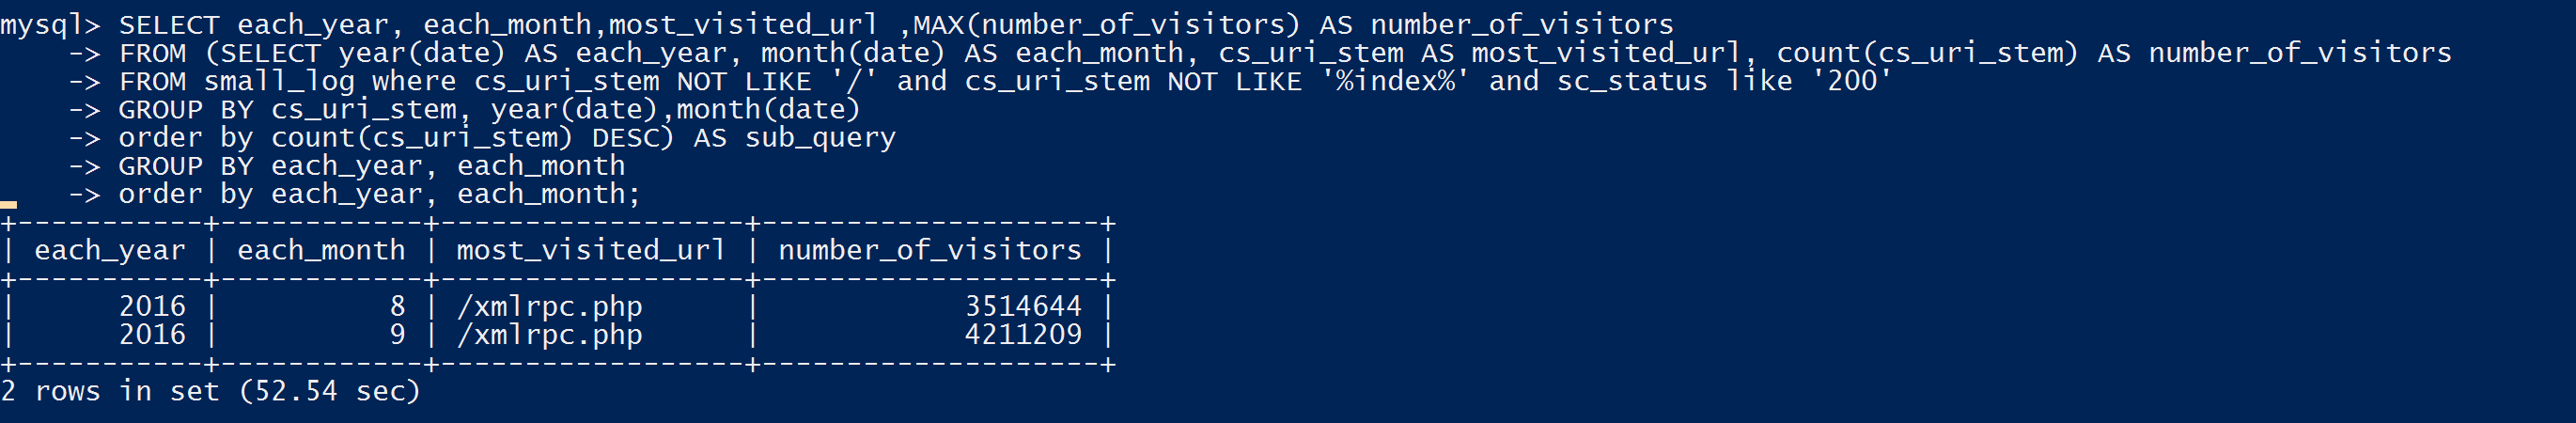 mysql> SELECT each_year, each_month,most_visited_url ,MAX(number_of_visitors) AS number_of_visitors
    -> FROM (SELECT year(date) AS each_year, month(date) AS each_month, cs_uri_stem AS most_visited_url, count(cs_uri_stem) AS number_of_visitors
    -> FROM small_log where cs_uri_stem NOT LIKE '/' and cs_uri_stem NOT LIKE '%index%' and sc_status like '200'
    -> GROUP BY cs_uri_stem, year(date),month(date)
    -> order by count(cs_uri_stem) DESC) AS sub_query
    -> GROUP BY each_year, each_month
    -> order by each_year, each_month;
+-----------+------------+------------------+--------------------+
| each_year | each_month | most_visited_url | number_of_visitors |
+-----------+------------+------------------+--------------------+
|      2016 |          8 | /xmlrpc.php      |            3514644 |
|      2016 |          9 | /xmlrpc.php      |            4211209 |
+-----------+------------+------------------+--------------------+
2 rows in set (52.54 sec)